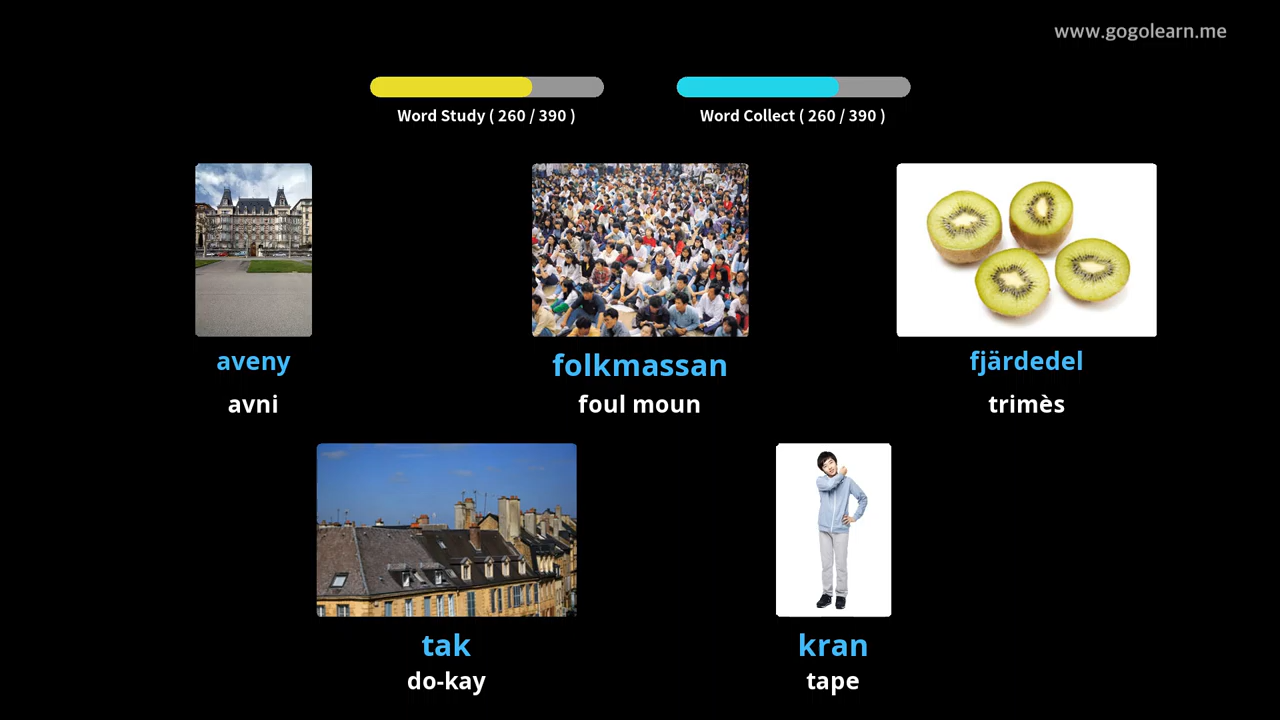 www.gogolearn.me
Word Study ( 260 / 390 )
Word Collect ( 260 / 390 )
aveny
avni
folkmassan
foul moun
fjärdedel
trimès
tak
do-kay
kran
tape